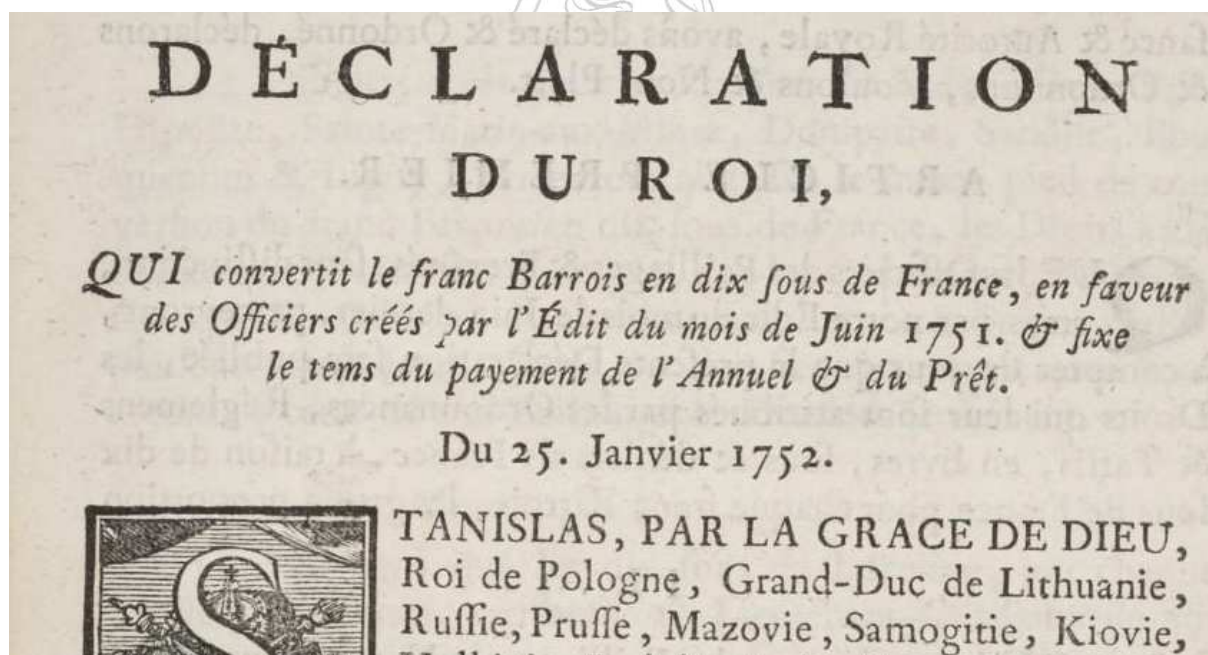 DÉCLARATION
DU ROI,
QUI convertit le franc Barrois en dix sous de France, en faveur
des Officiers créés par l'Édit du mois de Juin 1751. & fixe
le tems du payement de l'Annuel & du Prêt.
Du 25. Janvier 1752.
STANISLAS, PAR LA GRACE DE DIEU,
Roi de Pologne, Grand-Duc de Lithuanie,
Russie, Prusse, Mazovie, Samogitie, Kiovie,